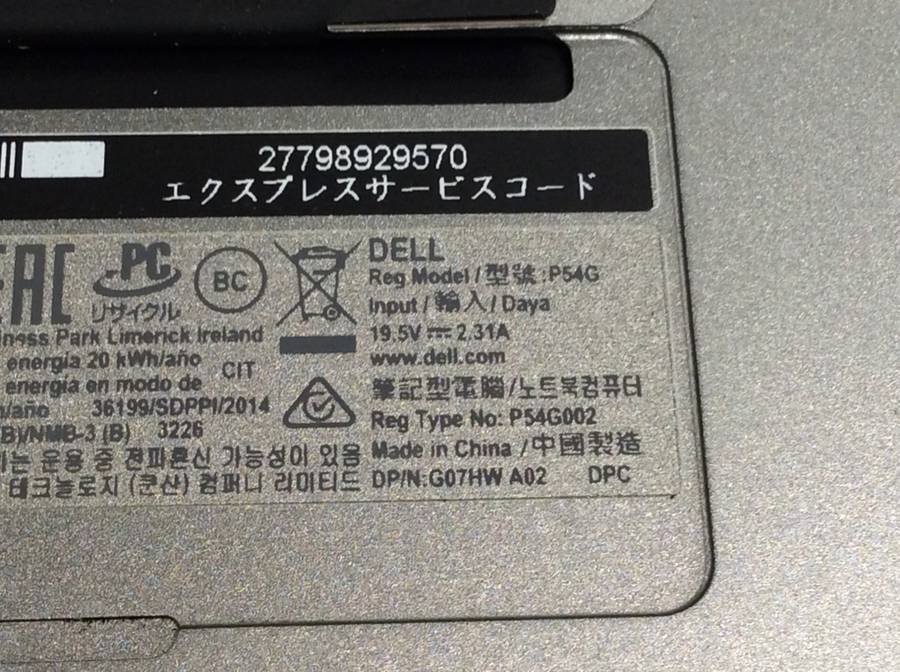 27798929570
エクスプレスサービスコード
EAC
PC
リサイクル
BC
DELL
Reg Model / 型號 : P54G
Input / 輸入 / Daya
19.5V ⎓ 2.31A
www.dell.com
筆記型電腦/노트북컴퓨터
Reg Type No: P54G002
Made in China / 中國製造
DP/N: G07HW A02 DPC
Park Limerick Ireland
energia 20 kWh/año
CIT
energia en modo de
/año 36199/SDPPI/2014
(B)/NMB-3 (B) 3226
는 운용 중 전파혼신 가능성이 있음
테크놀로지 (쿤산) 컴퍼니 리미티드